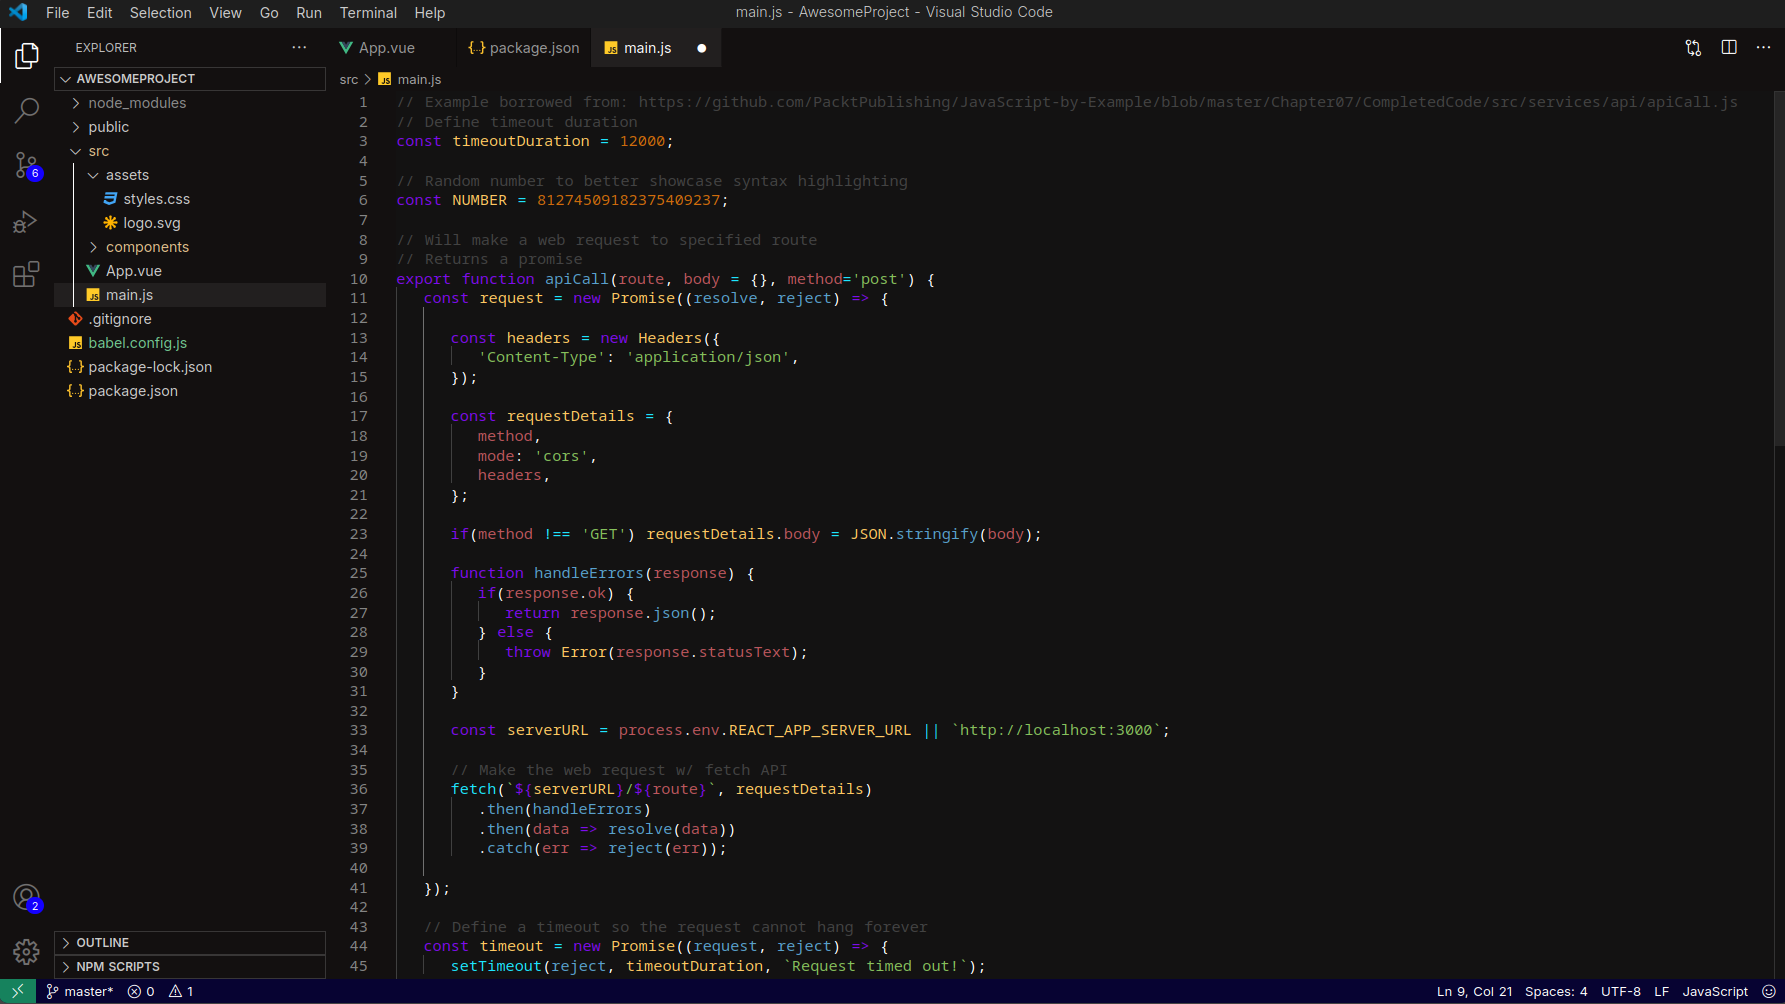 File Edit Selection View Go Run Terminal Help
main.js - AwesomeProject - Visual Studio Code
EXPLORER
AWESOMEPROJECT
node_modules
public
src
assets
styles.css
logo.svg
components
App.vue
JS main.js
.gitignore
JS babel.config.js
{..} package-lock.json
{..} package.json
OUTLINE
NPM SCRIPTS
6
2
App.vue
{..} package.json
JS main.js
src > JS main.js
1 // Example borrowed from: https://github.com/PacktPublishing/JavaScript-by-Example/blob/master/Chapter07/CompletedCode/src/services/api/apiCall.js
2 // Define timeout duration
3 const timeoutDuration = 12000;
4
5 // Random number to better showcase syntax highlighting
6 const NUMBER = 81274509182375409237;
7
8 // Will make a web request to specified route
9 // Returns a promise
10 export function apiCall(route, body = {}, method='post') {
11 const request = new Promise((resolve, reject) => {
12
13 const headers = new Headers({
14 'Content-Type': 'application/json',
15 });
16
17 const requestDetails = {
18 method,
19 mode: 'cors',
20 headers,
21 };
22
23 if(method !== 'GET') requestDetails.body = JSON.stringify(body);
24
25 function handleErrors(response) {
26 if(response.ok) {
27 return response.json();
28 } else {
29 throw Error(response.statusText);
30 }
31 }
32
33 const serverURL = process.env.REACT_APP_SERVER_URL || `http://localhost:3000`;
34
35 // Make the web request w/ fetch API
36 fetch(`${serverURL}/${route}`, requestDetails)
37 .then(handleErrors)
38 .then(data => resolve(data))
39 .catch(err => reject(err));
40
41 });
42
43 // Define a timeout so the request cannot hang forever
44 const timeout = new Promise((request, reject) => {
45 setTimeout(reject, timeoutDuration, `Request timed out!`);
master* 0 1
Ln 9, Col 21 Spaces: 4 UTF-8 LF JavaScript